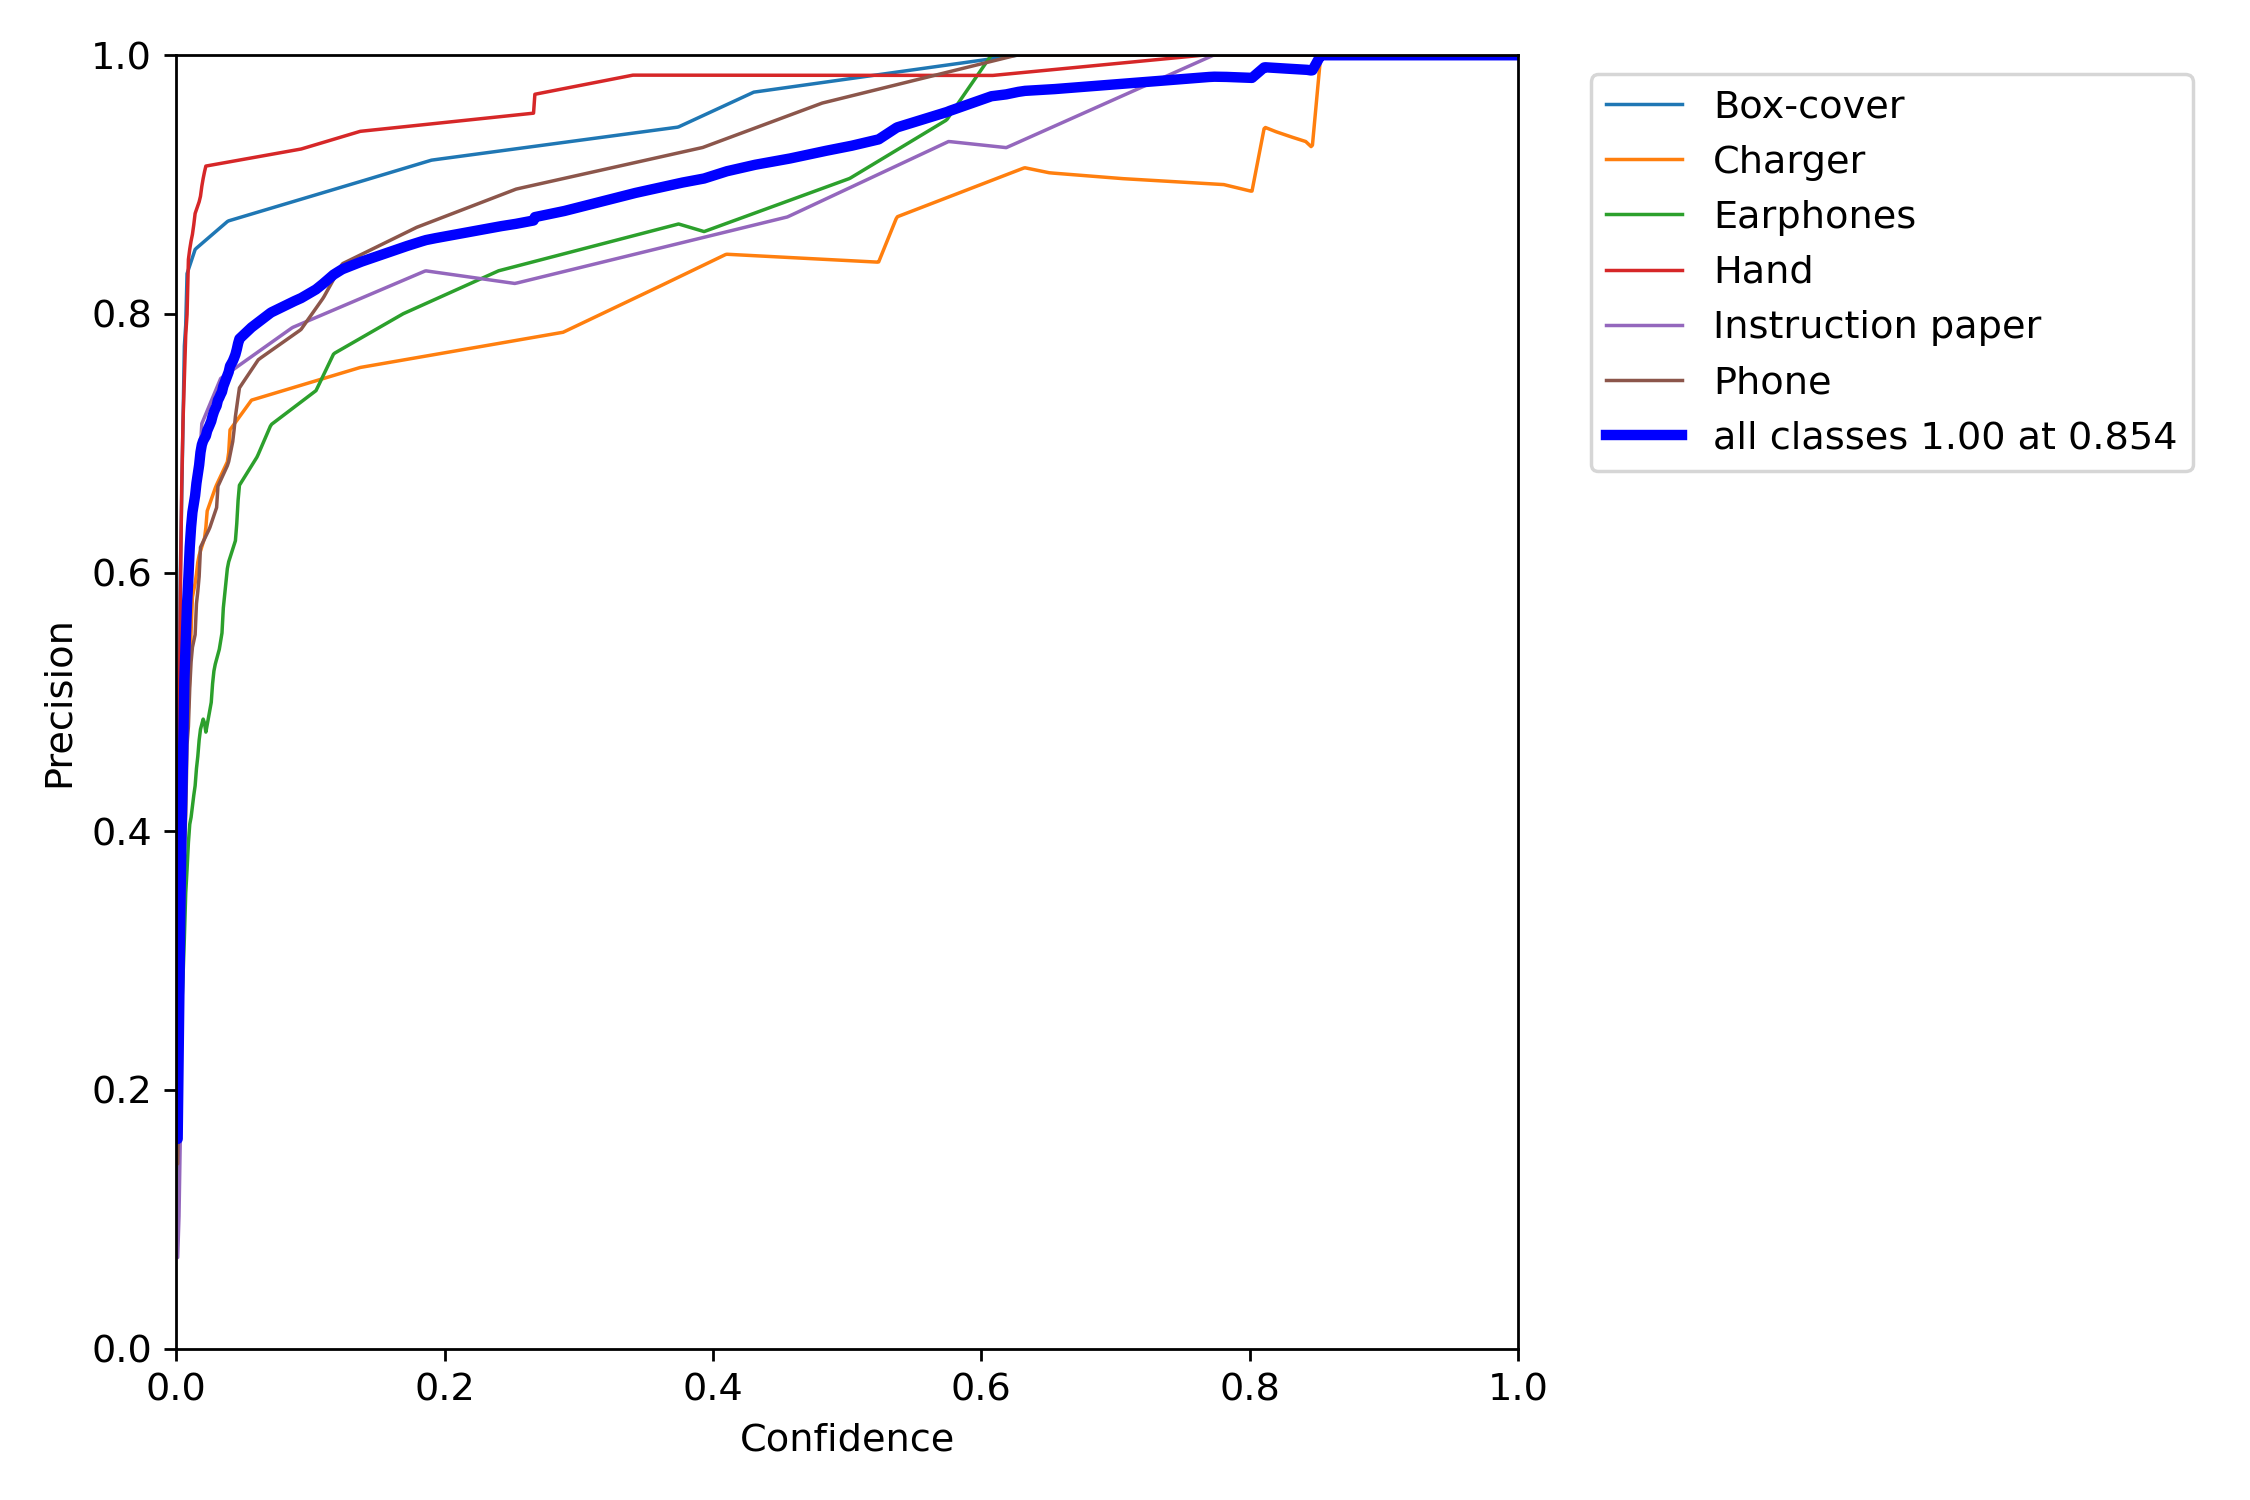 1.0
0.8
0.6
0.4
0.2
0.0
Precision
0.0 0.2 0.4 0.6 0.8 1.0
Confidence
Box-cover
Charger
Earphones
Hand
Instruction paper
Phone
all classes 1.00 at 0.854